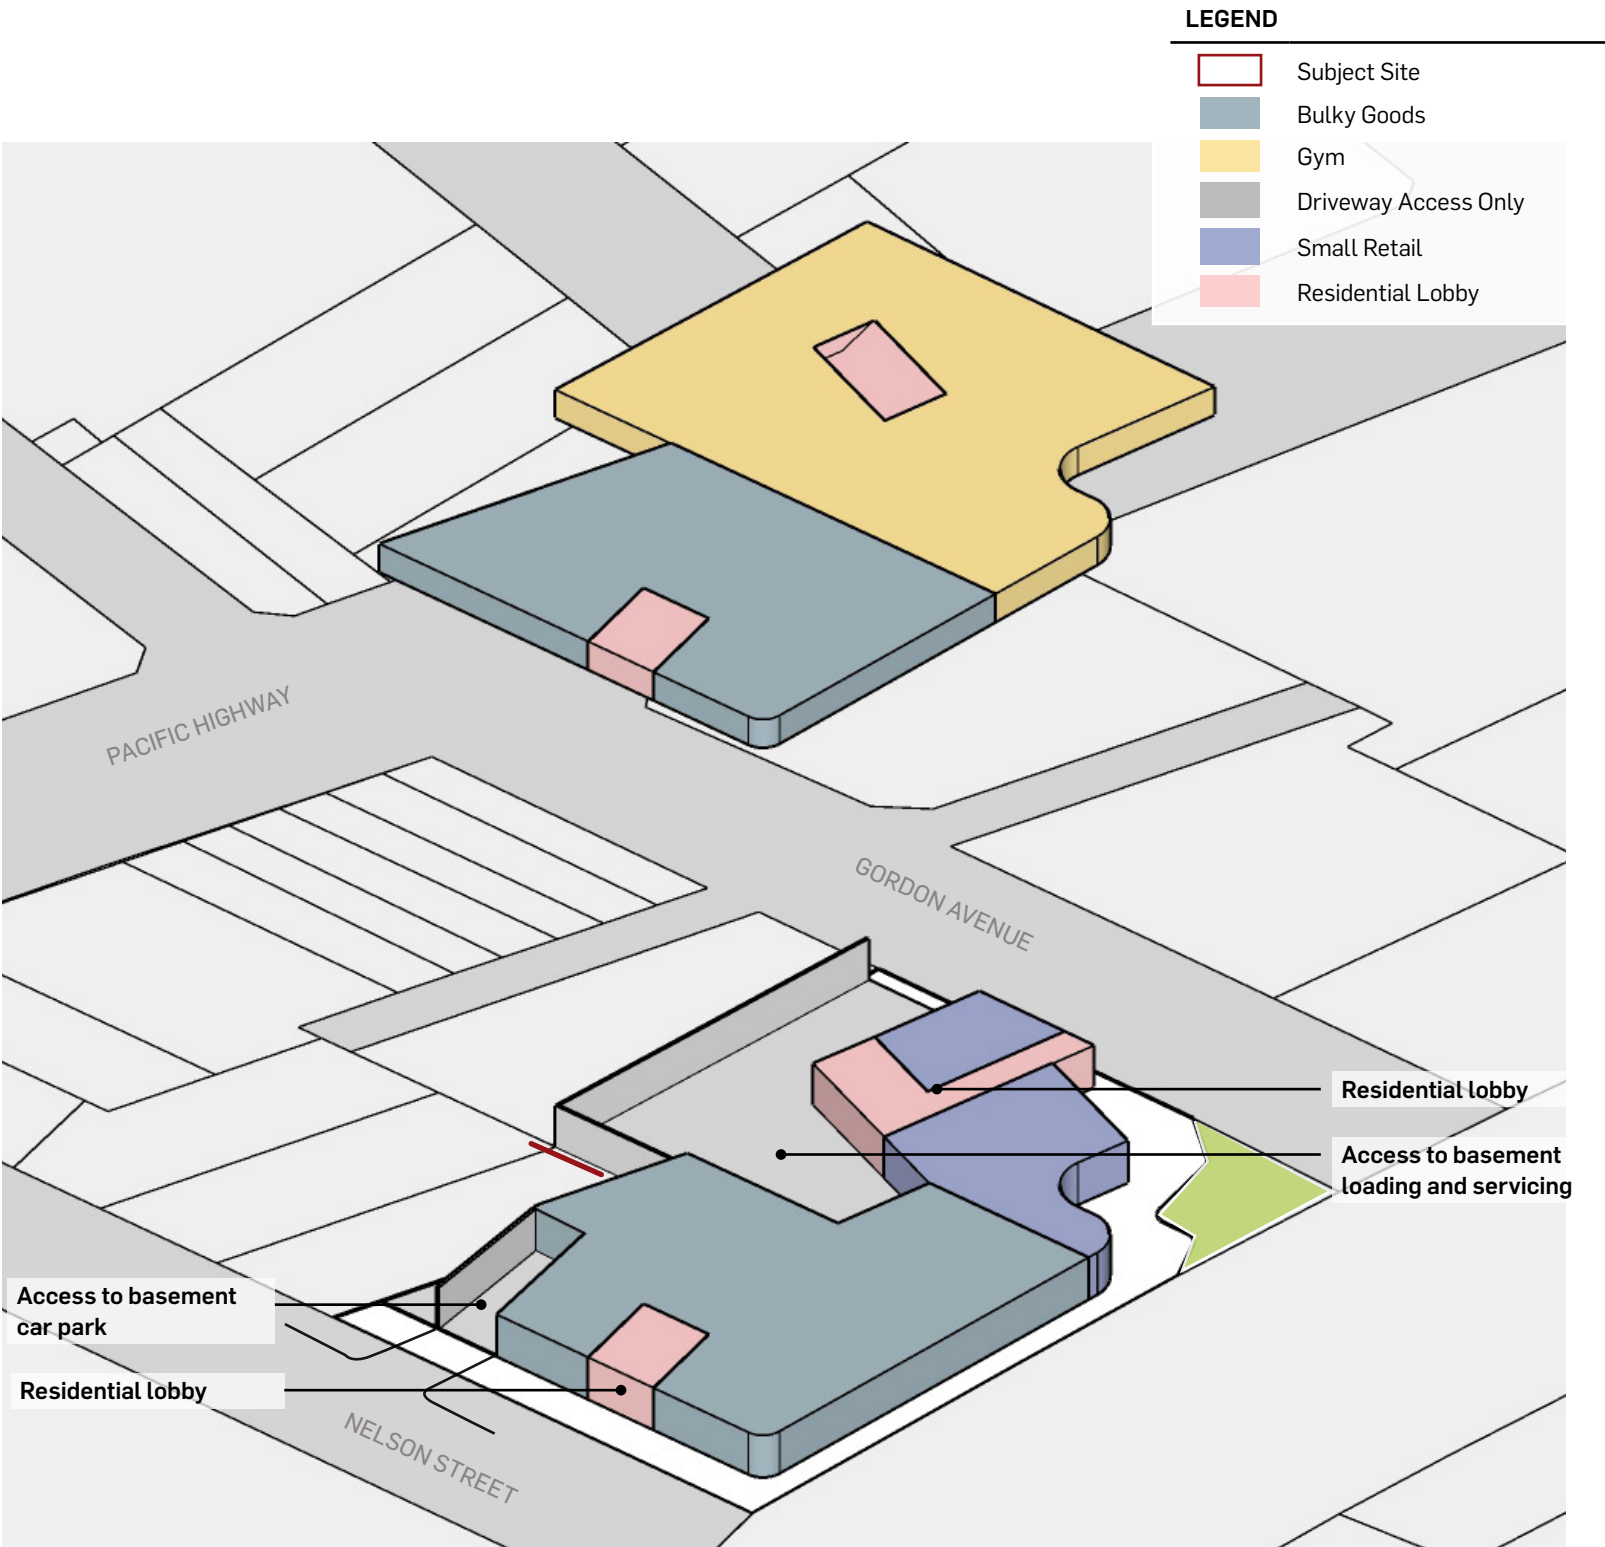 LEGEND
Subject Site
Bulky Goods
Gym
Driveway Access Only
Small Retail
Residential Lobby
PACIFIC HIGHWAY
GORDON AVENUE
Residential lobby
Access to basement
loading and servicing
Access to basement
car park
Residential lobby
NELSON STREET